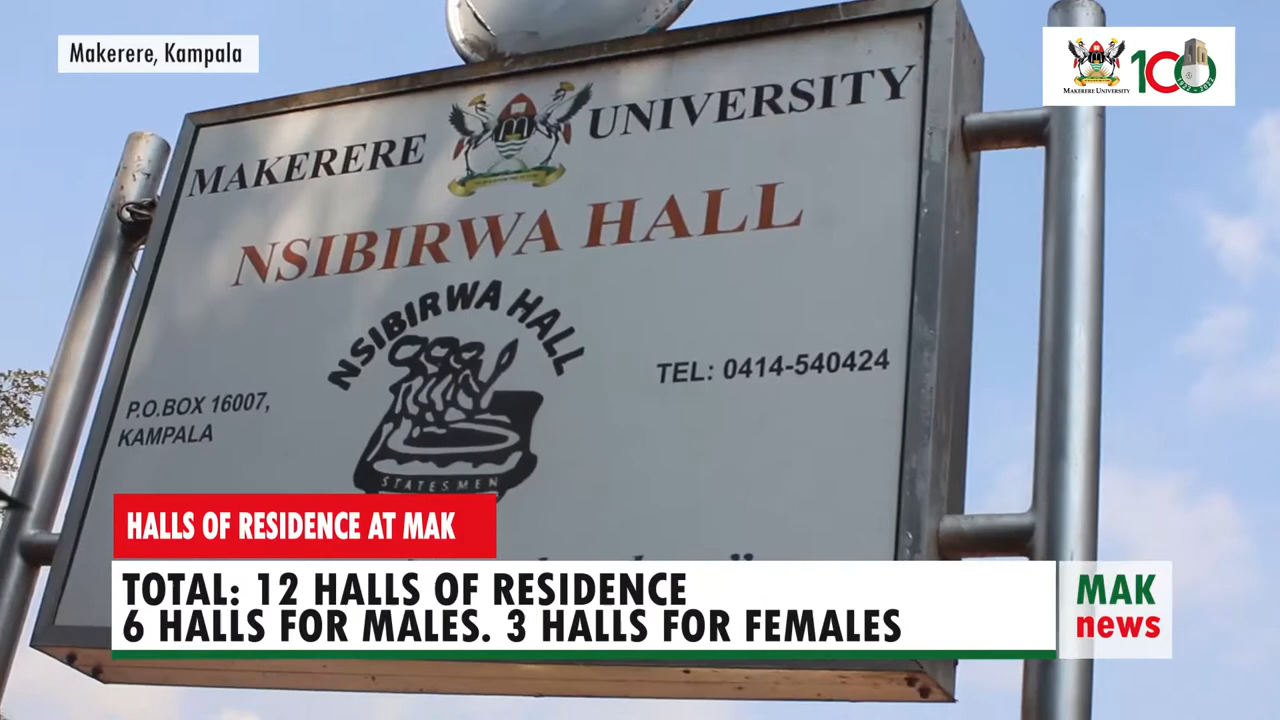 Makerere, Kampala
MAKERERE UNIVERSITY
100
MAKERERE UNIVERSITY
NSIBIRWA HALL
NSIBIRWA HALL
P.O.BOX 16007,
KAMPALA
TEL: 0414-540424
STATESMEN
HALLS OF RESIDENCE AT MAK
TOTAL: 12 HALLS OF RESIDENCE
6 HALLS FOR MALES. 3 HALLS FOR FEMALES
MAK
news